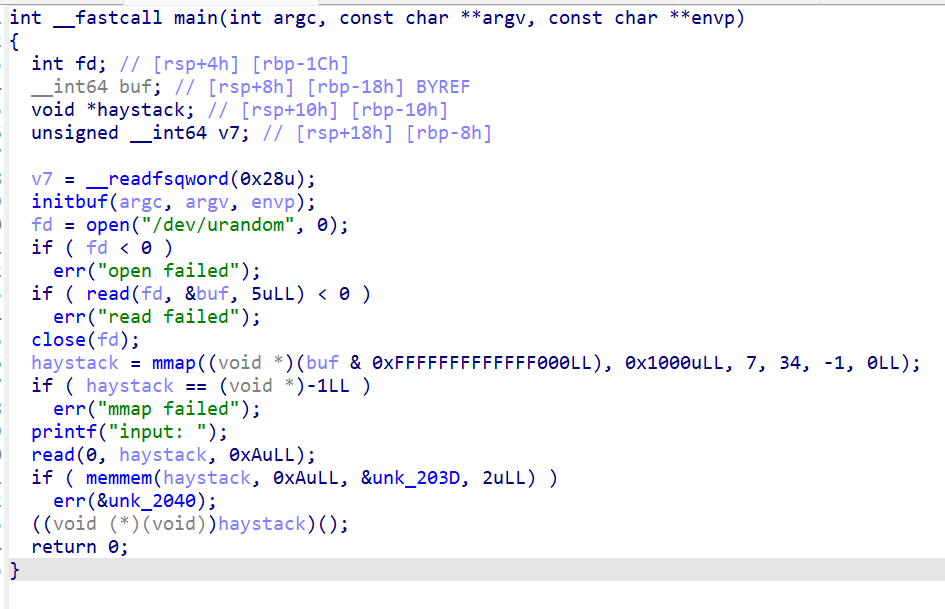 int __fastcall main(int argc, const char **argv, const char **envp)
{
int fd; // [rsp+4h] [rbp-1Ch]
__int64 buf; // [rsp+8h] [rbp-18h] BYREF
void *haystack; // [rsp+10h] [rbp-10h]
unsigned __int64 v7; // [rsp+18h] [rbp-8h]
v7 = __readfsqword(0x28u);
initbuf(argc, argv, envp);
fd = open("/dev/urandom", 0);
if ( fd < 0 )
err("open failed");
if ( read(fd, &buf, 5uLL) < 0 )
err("read failed");
close(fd);
haystack = mmap((void *)(buf & 0xFFFFFFFFFFFFF000LL), 0x1000uLL, 7, 34, -1, 0LL);
if ( haystack == (void *)-1LL )
err("mmap failed");
printf("input: ");
read(0, haystack, 0xAuLL);
if ( memmem(haystack, 0xAuLL, &unk_203D, 2uLL) )
err(&unk_2040);
((void (*)(void))haystack)();
return 0;
}